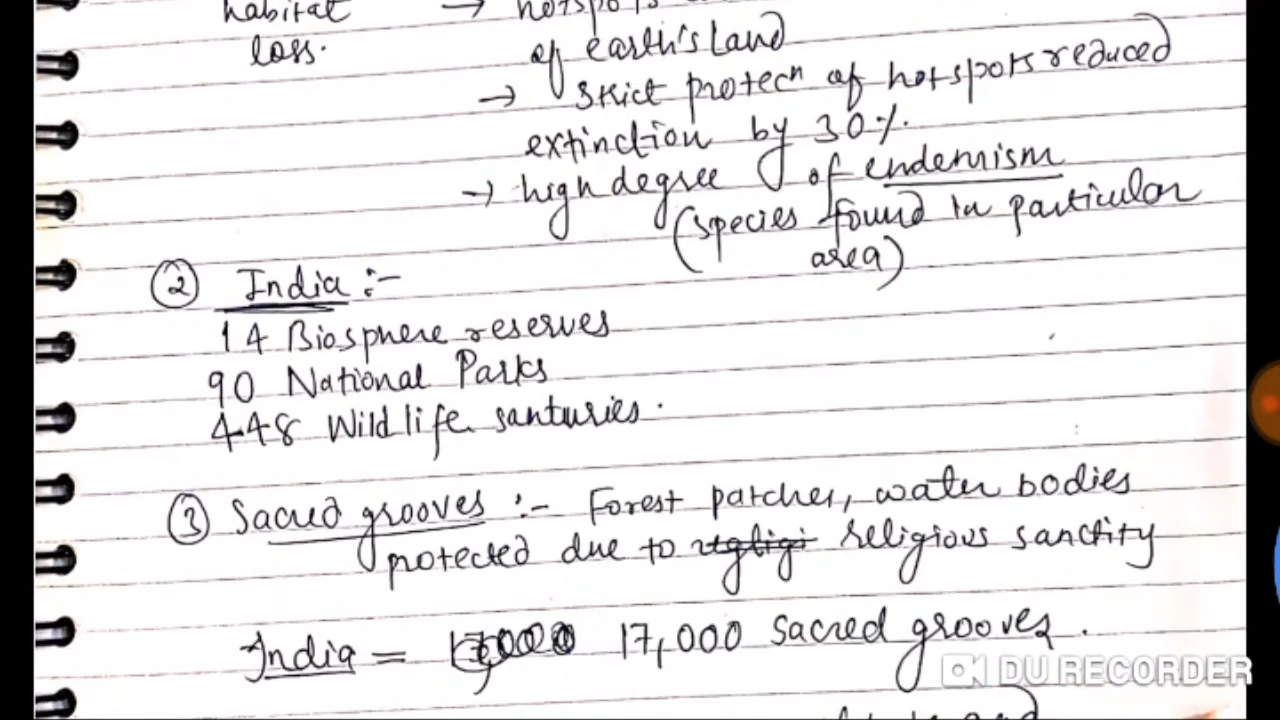 habitat → hotspots
loss. of earth's Land
→ Strict protecⁿ of hotspots reduced
extinction by 30%.
→ high degree of endemism
(species found in particular
area)
② India :-
14 Biosphere reserves
90 National Parks
448 Wildlife santuries.
③ Sacred grooves :- Forest patches, water bodies
protected due to religious sanctity
India = 17,000 Sacred grooves.
DU RECORDER